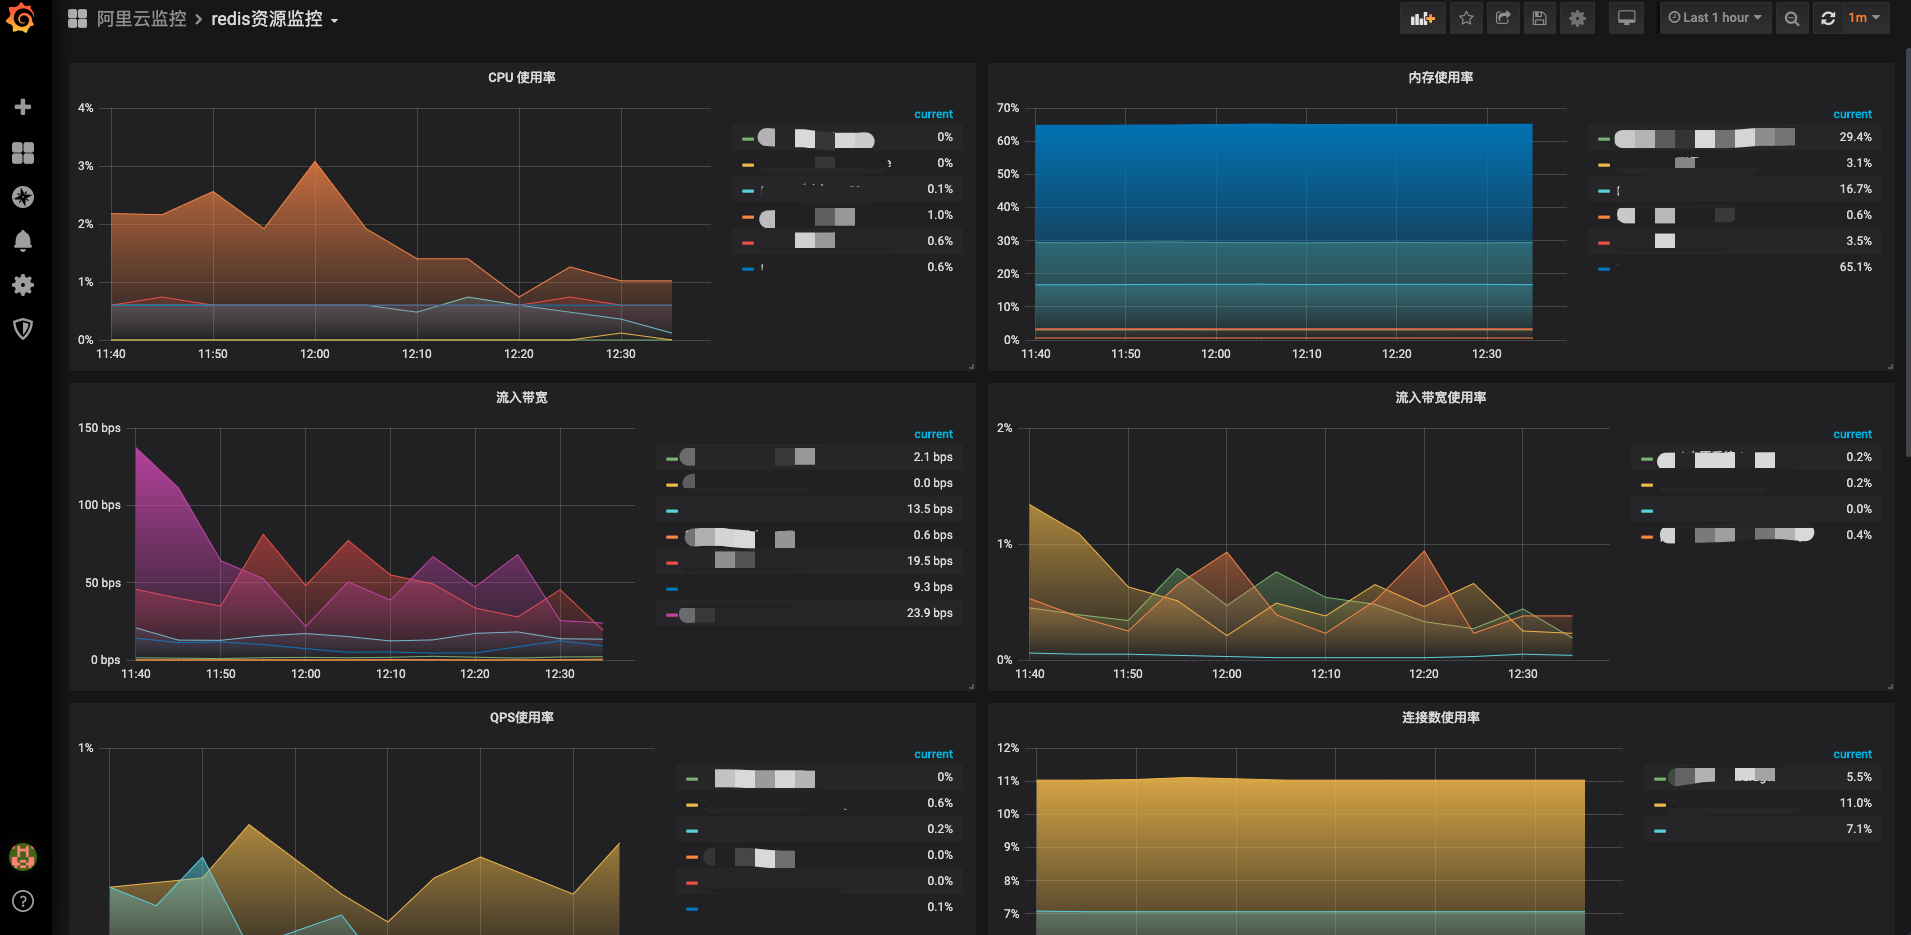 阿里云监控 > redis资源监控
Last 1 hour
1m
CPU 使用率
4%
3%
2%
1%
0%
11:40 11:50 12:00 12:10 12:20 12:30
current
0%
0%
0.1%
1.0%
0.6%
0.6%
内存使用率
70%
60%
50%
40%
30%
20%
10%
0%
11:40 11:50 12:00 12:10 12:20 12:30
current
29.4%
3.1%
16.7%
0.6%
3.5%
65.1%
流入带宽
150 bps
100 bps
50 bps
0 bps
11:40 11:50 12:00 12:10 12:20 12:30
current
2.1 bps
0.0 bps
13.5 bps
0.6 bps
19.5 bps
9.3 bps
23.9 bps
流入带宽使用率
2%
1%
0%
11:40 11:50 12:00 12:10 12:20 12:30
current
0.2%
0.2%
0.0%
0.4%
QPS使用率
1%
current
0%
0.6%
0.2%
0.0%
0.0%
0.1%
连接数使用率
12%
11%
10%
9%
8%
7%
current
5.5%
11.0%
7.1%